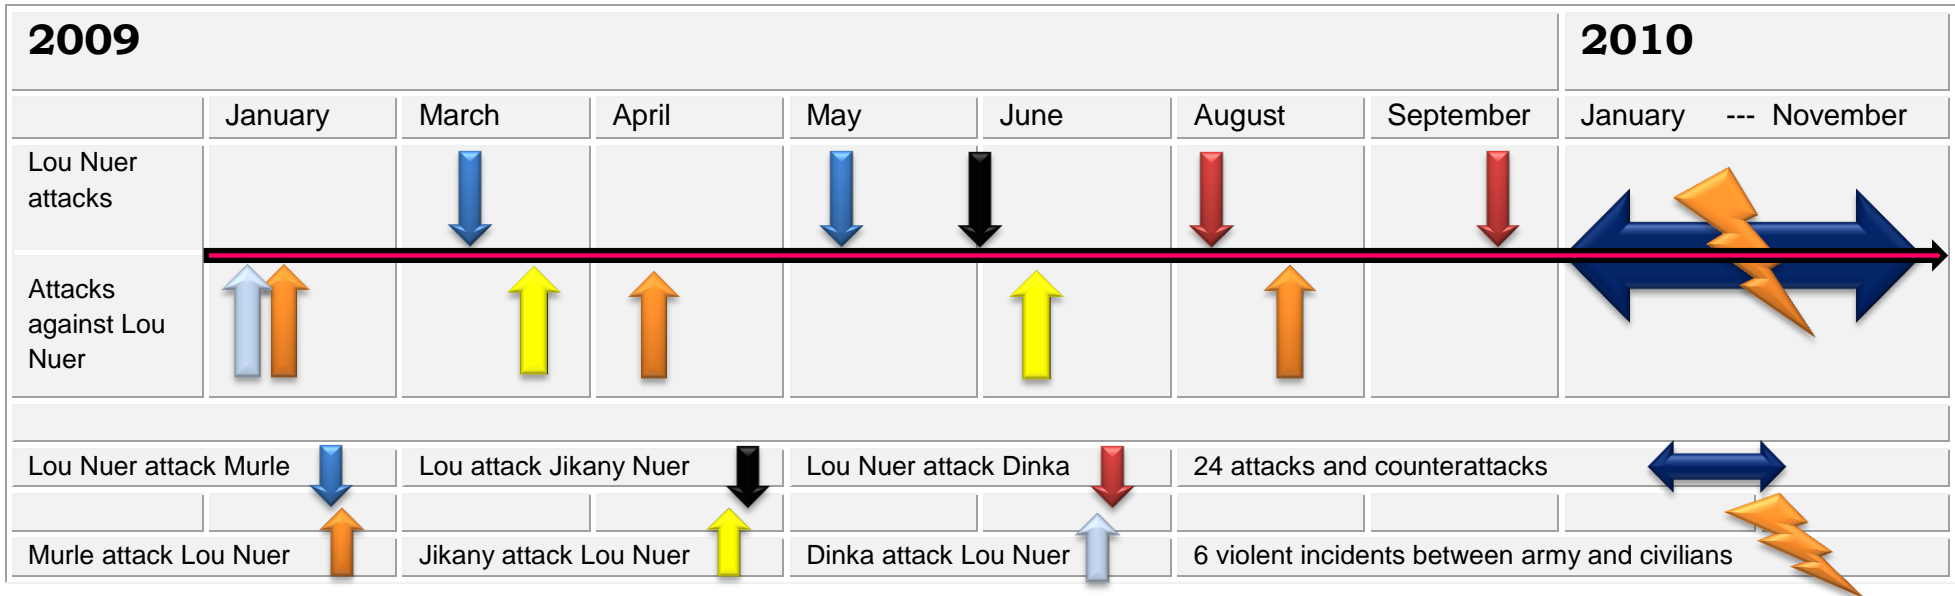 2009 2010
January March April May June August September January --- November
Lou Nuer
attacks
Attacks
against Lou
Nuer
Lou Nuer attack Murle Lou attack Jikany Nuer Lou Nuer attack Dinka 24 attacks and counterattacks
Murle attack Lou Nuer Jikany attack Lou Nuer Dinka attack Lou Nuer 6 violent incidents between army and civilians